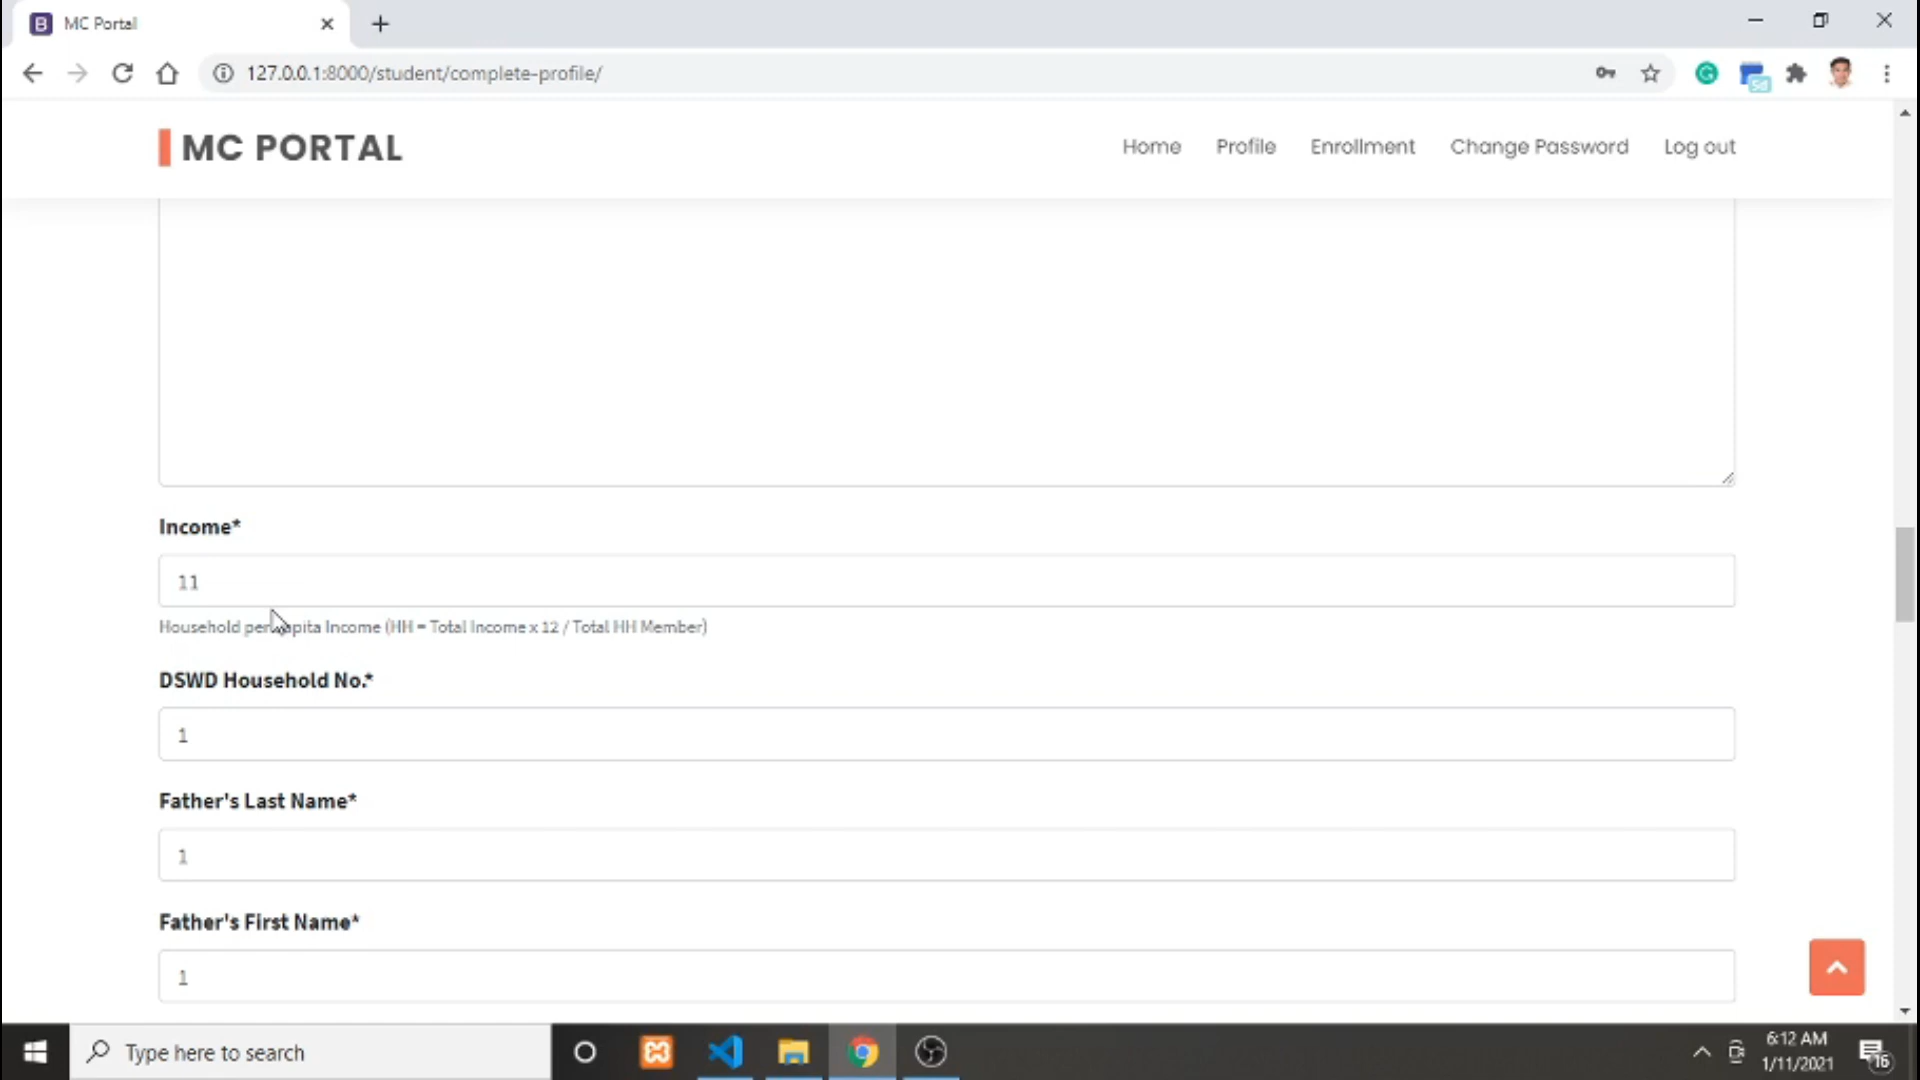 MC Portal
127.0.0.1:8000/student/complete-profile/
MC PORTAL
Home Profile Enrollment Change Password Log out
Income*
11
Household per apita Income (HH = Total Income x 12 / Total HH Member)
DSWD Household No.*
1
Father's Last Name*
1
Father's First Name*
1
Type here to search
6:12 AM
1/11/2021
16